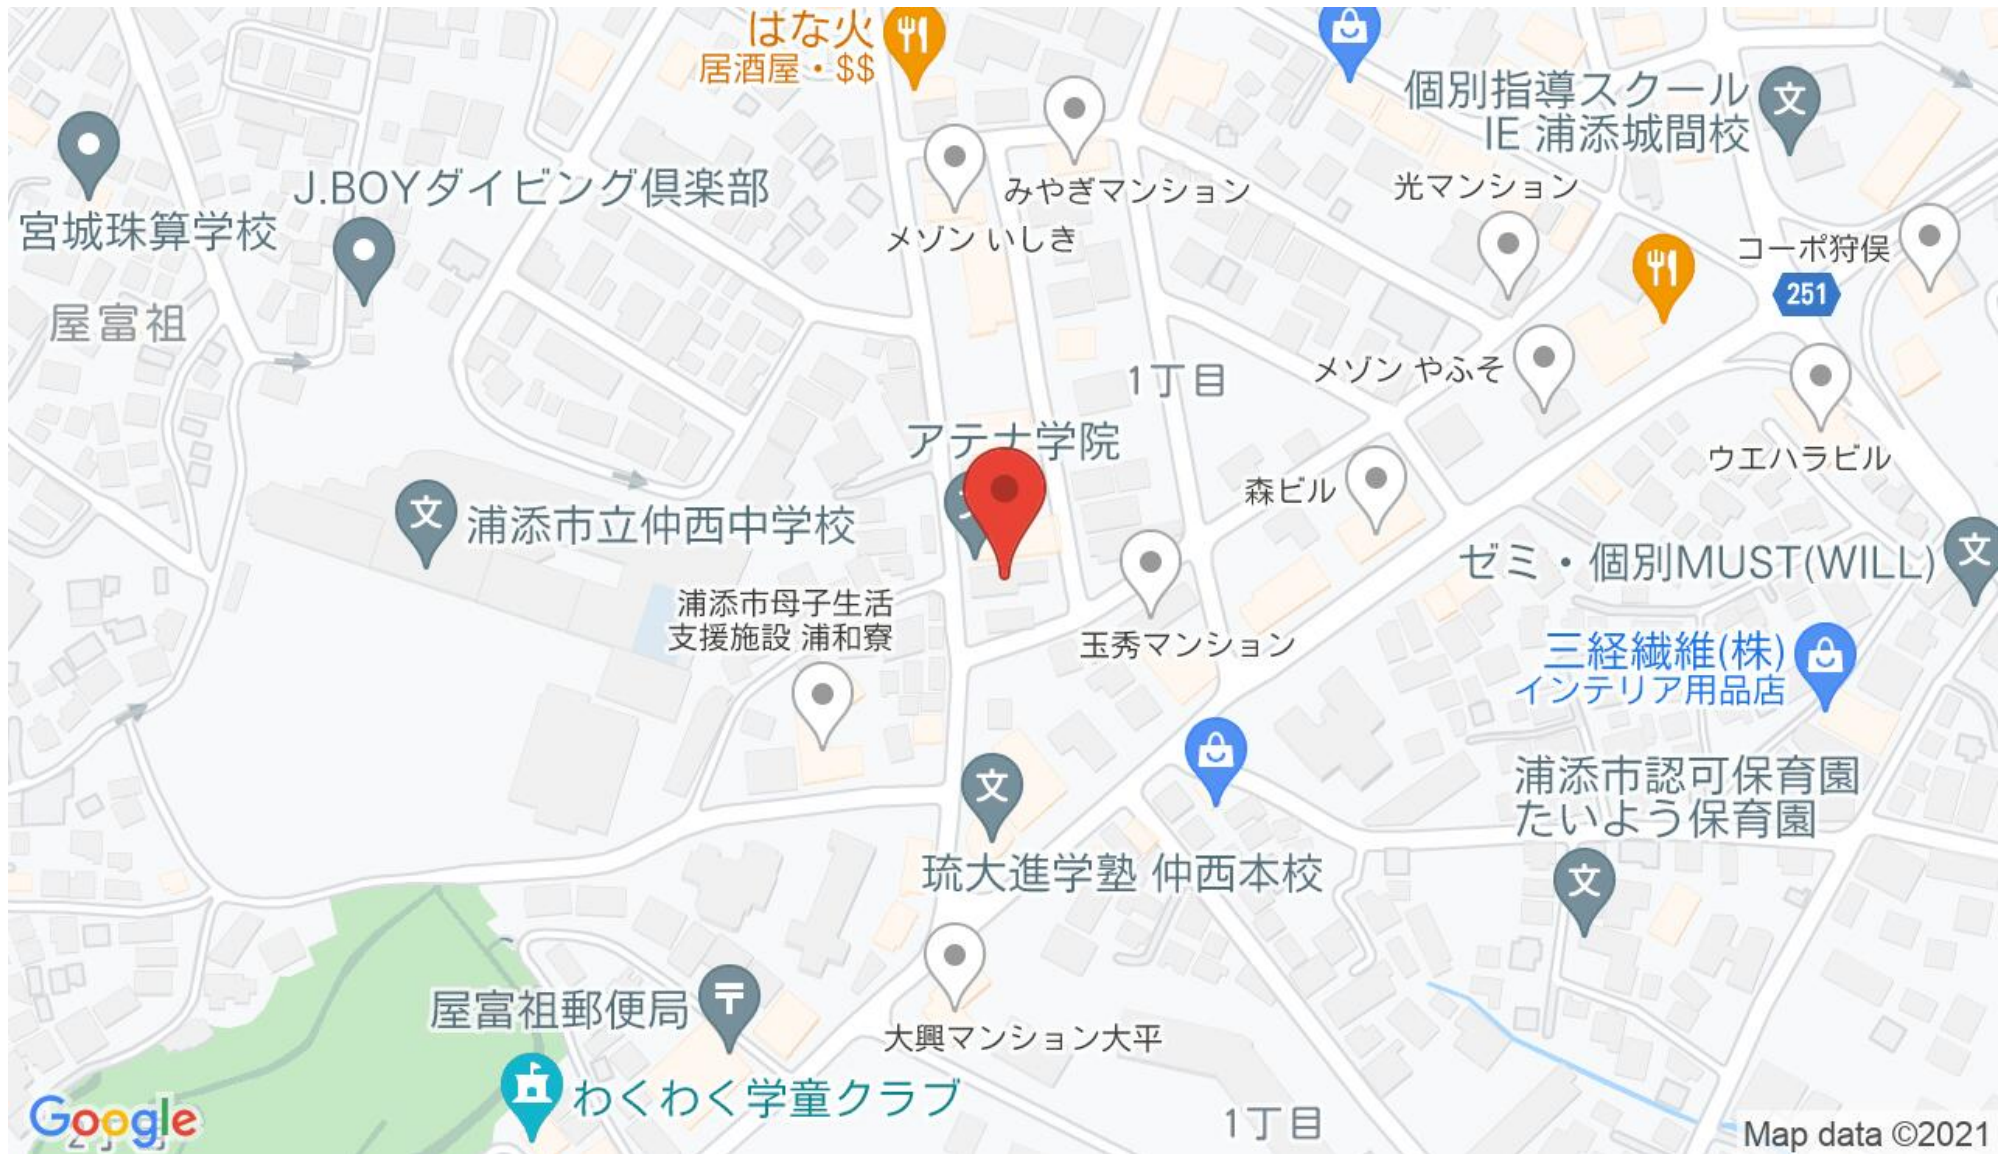 はな火
居酒屋・$$
個別指導スクール
IE 浦添城間校
宮城珠算学校
J.BOYダイビング倶楽部
みやぎマンション
光マンション
メゾン いしき
コーポ狩俣
251
屋富祖
1丁目
メゾン やふそ
アテナ学院
ウエハラビル
森ビル
文
浦添市立仲西中学校
ゼミ・個別MUST(WILL)
文
文
浦添市母子生活
支援施設 浦和寮
玉秀マンション
三経繊維(株)
インテリア用品店
文
浦添市認可保育園
たいよう保育園
文
琉大進学塾 仲西本校
文
屋富祖郵便局
〒
大興マンション大平
わくわく学童クラブ
1丁目
Google
Map data ©2021